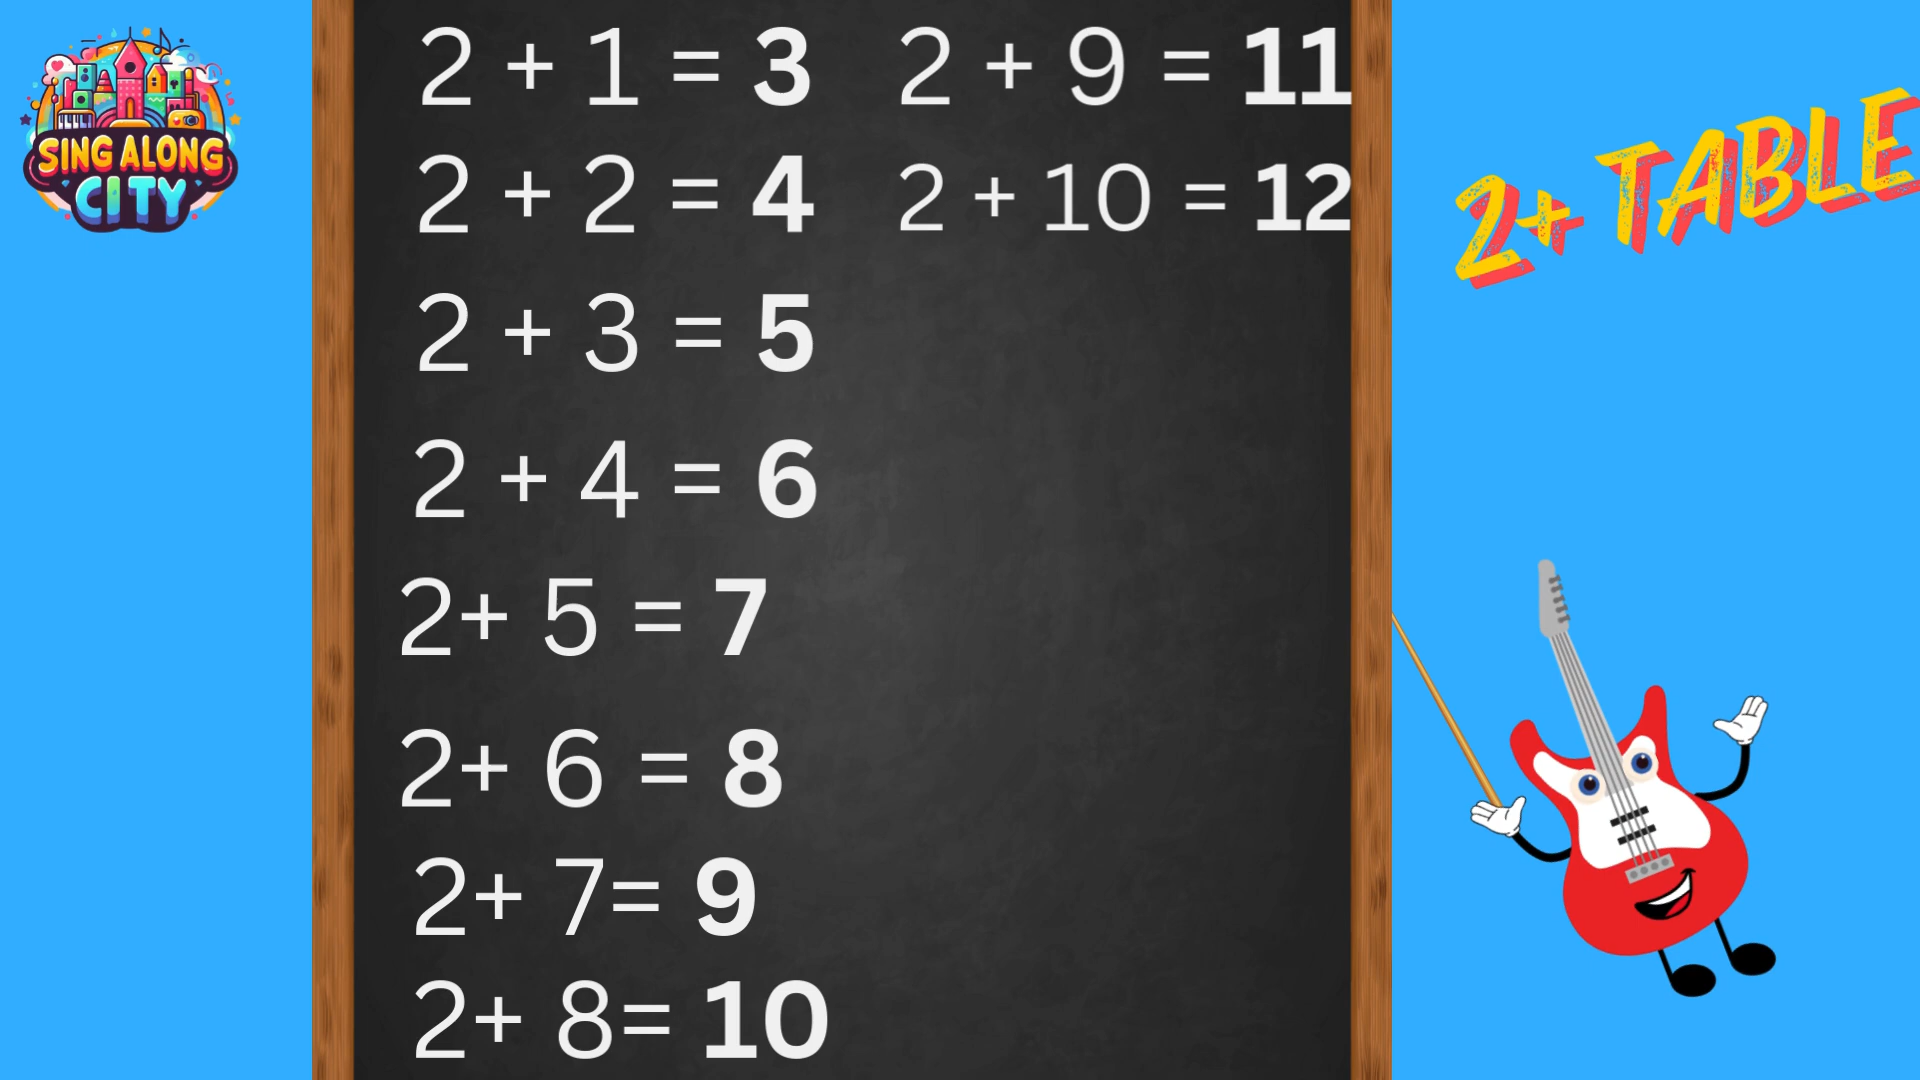 SING ALONG
CITY
2 + 1 = 3
2 + 2 = 4
2 + 3 = 5
2 + 4 = 6
2+ 5 = 7
2+ 6 = 8
2+ 7= 9
2+ 8= 10
2 + 9 = 11
2 + 10 = 12
2+ TABLE